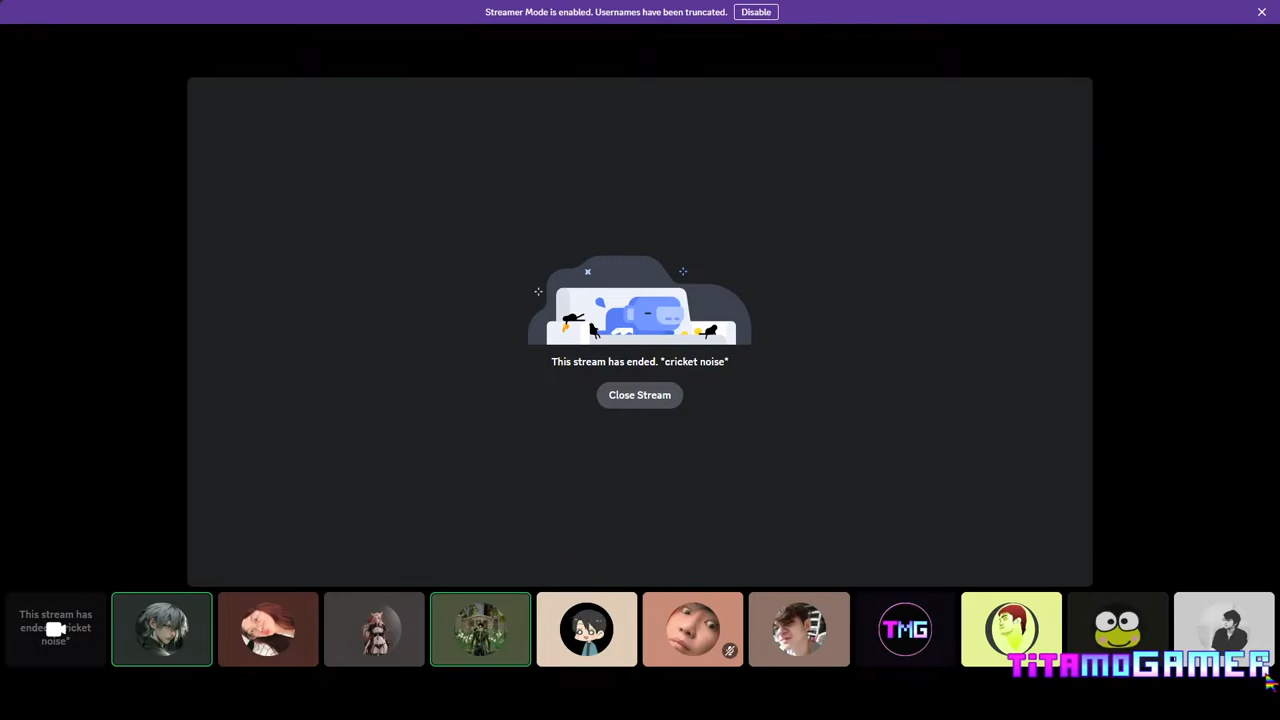 Streamer Mode is enabled. Usernames have been truncated. Disable
This stream has ended. *cricket noise*
Close Stream
This stream has
ended. *cricket
noise*
TMG
TiTAMOGAMER